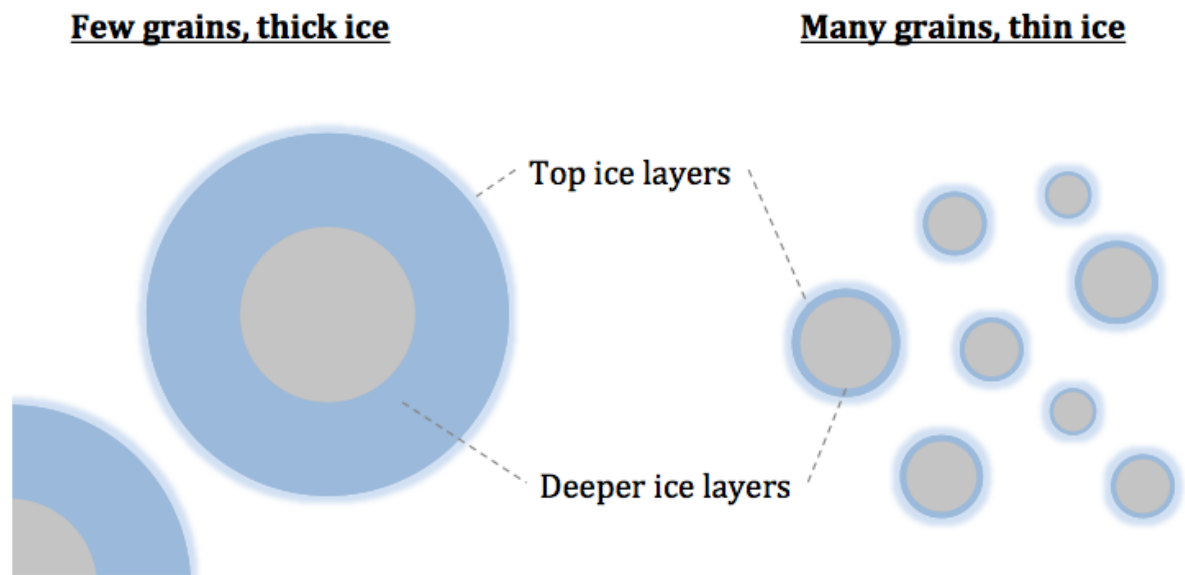 Few grains, thick ice
Many grains, thin ice
Top ice layers
Deeper ice layers